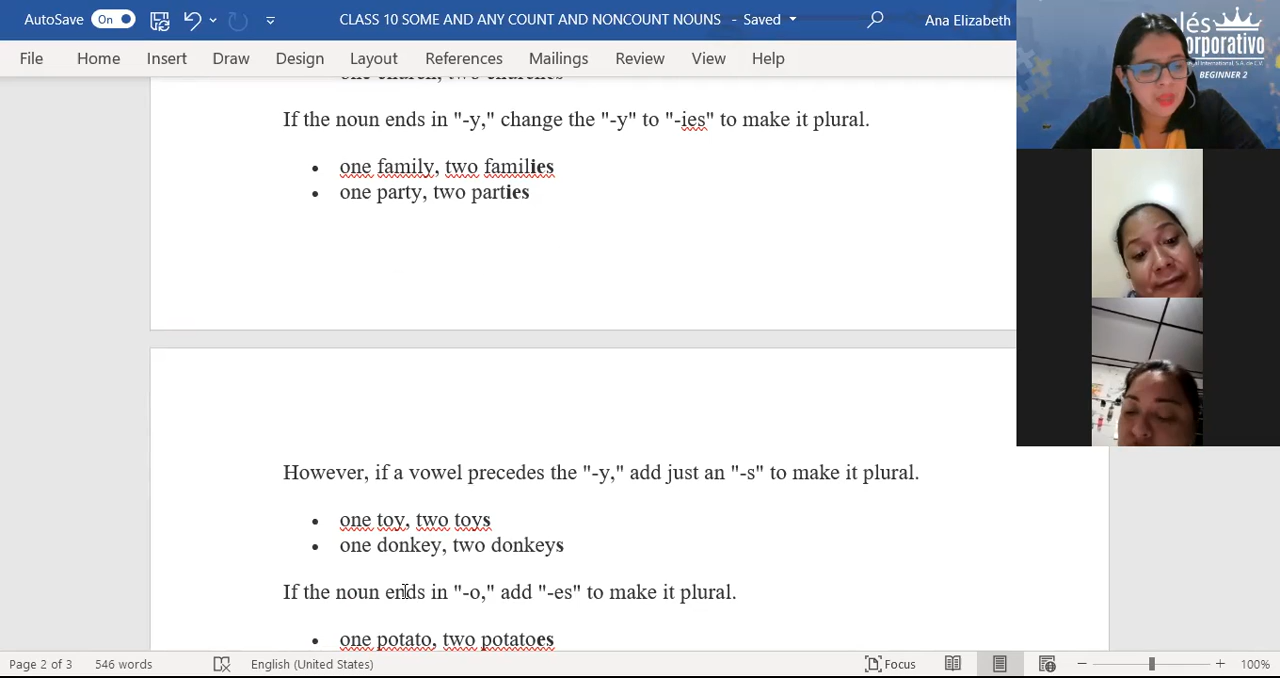 AutoSave On CLASS 10 SOME AND ANY COUNT AND NONCOUNT NOUNS - Saved Ana Elizabeth
File Home Insert Draw Design Layout References Mailings Review View Help
BEGINNER 2
one church, two churches
If the noun ends in "-y," change the "-y" to "-ies" to make it plural.
• one family, two families
• one party, two parties
However, if a vowel precedes the "-y," add just an "-s" to make it plural.
• one toy, two toys
• one donkey, two donkeys
If the noun ends in "-o," add "-es" to make it plural.
• one potato, two potatoes
Page 2 of 3 546 words English (United States) Focus 100%